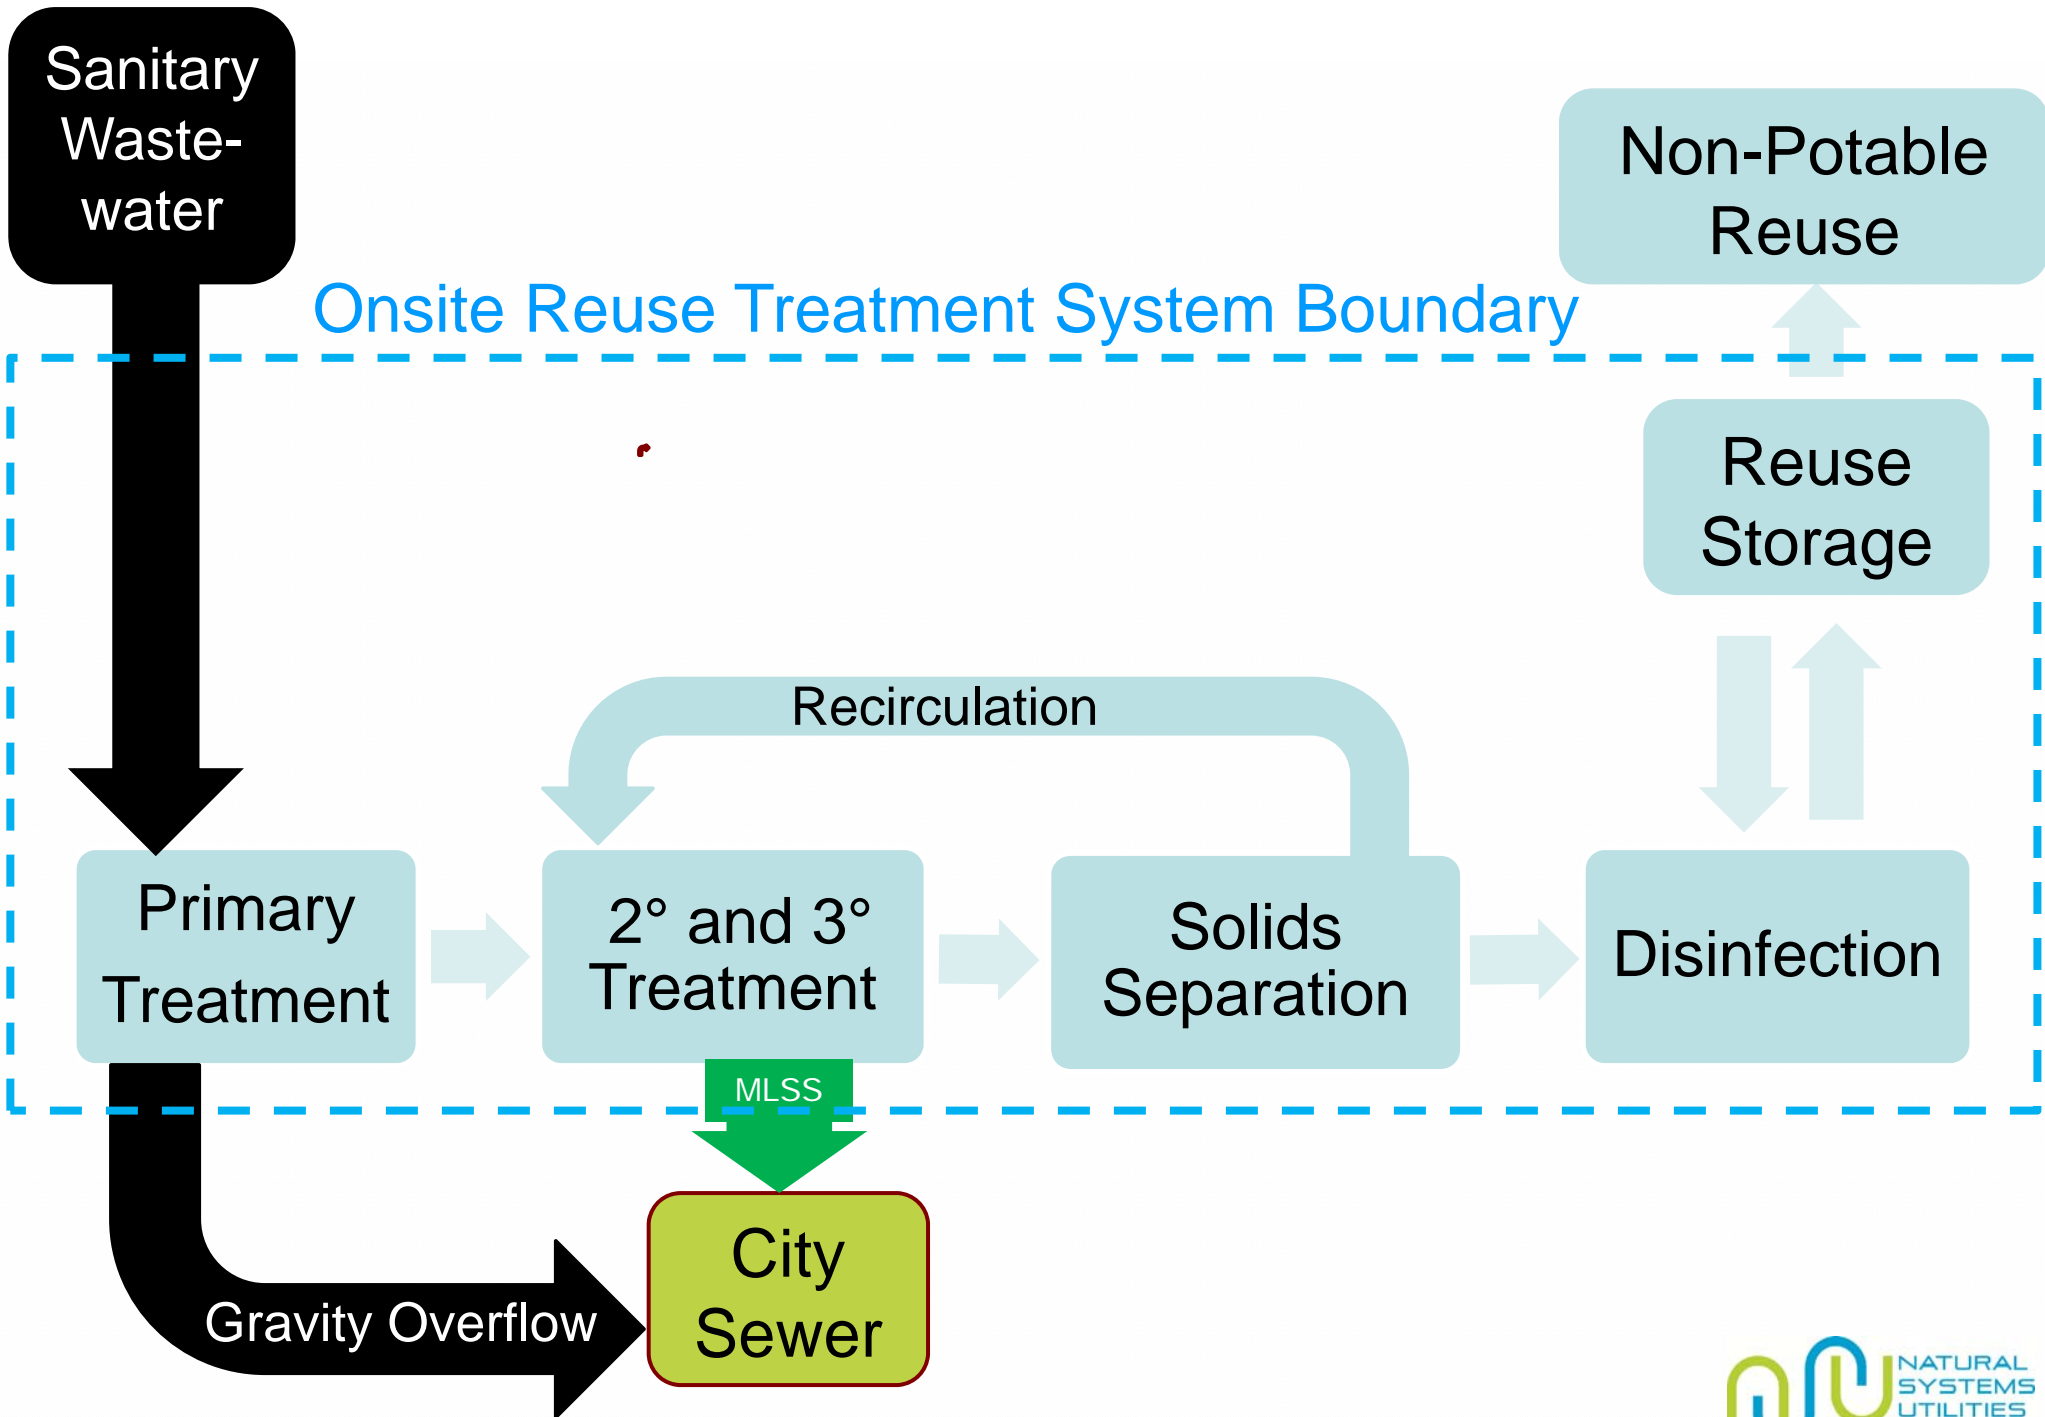 Sanitary
Waste-
water
Non-Potable
Reuse
Onsite Reuse Treatment System Boundary
Reuse
Storage
Recirculation
Primary
Treatment
2° and 3°
Treatment
Solids
Separation
Disinfection
MLSS
City
Sewer
Gravity Overflow
NATURAL
SYSTEMS
UTILITIES